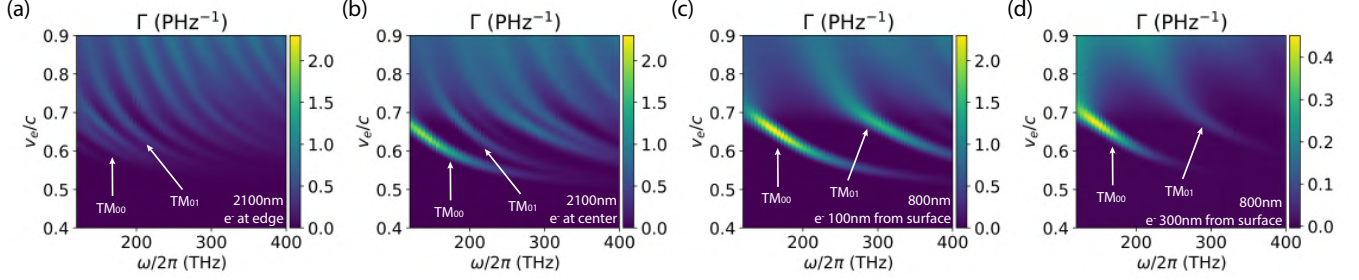 (a)
Γ (PHz⁻¹)
vₑ/c
0.9
0.8
0.7
0.6
0.5
0.4
TM₀₀
TM₀₁
2100nm
e⁻ at edge
200
300
400
ω/2π (THz)
2.0
1.5
1.0
0.5
0.0
(b)
Γ (PHz⁻¹)
vₑ/c
0.9
0.8
0.7
0.6
0.5
0.4
TM₀₀
TM₀₁
2100nm
e⁻ at center
200
300
400
ω/2π (THz)
2.0
1.5
1.0
0.5
0.0
(c)
Γ (PHz⁻¹)
vₑ/c
0.9
0.8
0.7
0.6
0.5
0.4
TM₀₀
TM₀₁
800nm
e⁻ 100nm from surface
200
300
400
ω/2π (THz)
2.0
1.5
1.0
0.5
0.0
(d)
Γ (PHz⁻¹)
vₑ/c
0.9
0.8
0.7
0.6
0.5
0.4
TM₀₀
TM₀₁
800nm
e⁻ 300nm from surface
200
300
400
ω/2π (THz)
0.4
0.3
0.2
0.1
0.0